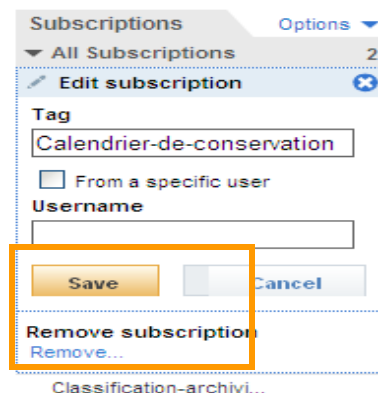 Subscriptions Options
All Subscriptions 2
Edit subscription
Tag
Calendrier-de-conservation
From a specific user
Username
Save Cancel
Remove subscription
Remove...
Classification-archivi...